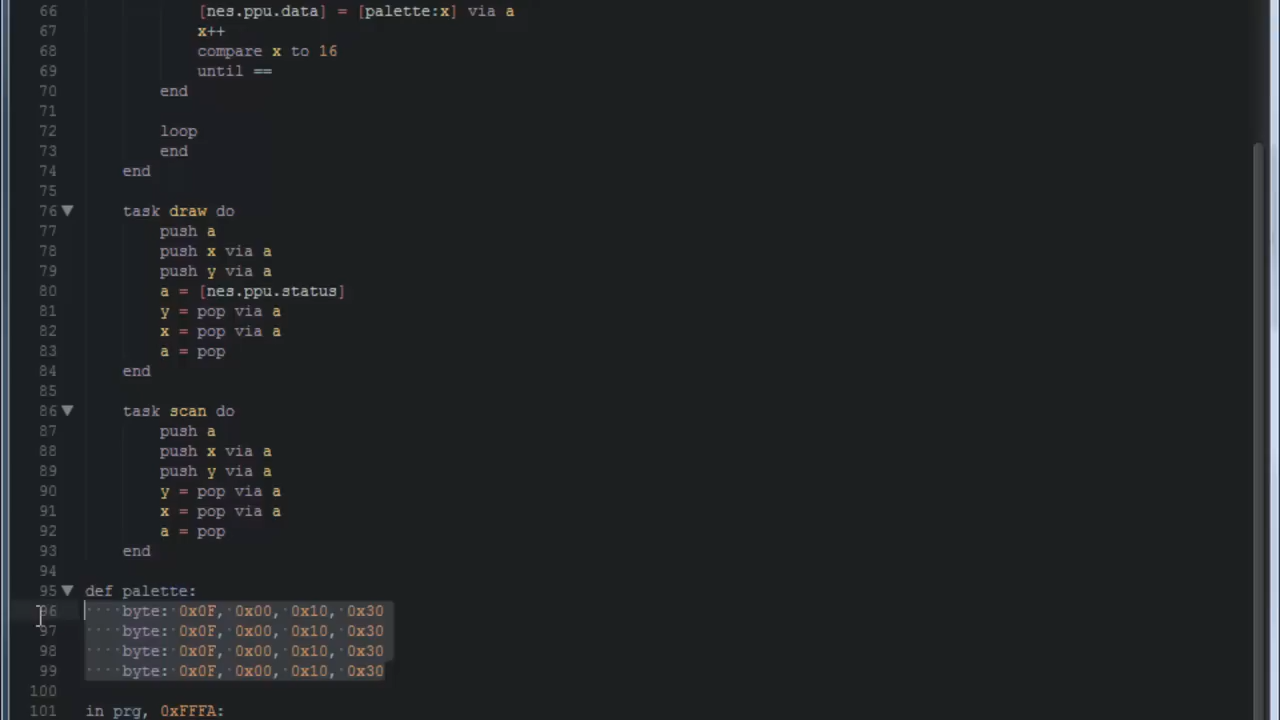 66 [nes.ppu.data] = [palette:x] via a
67 x++
68 compare x to 16
69 until ==
70 end
71
72 loop
73 end
74 end
75
76 task draw do
77 push a
78 push x via a
79 push y via a
80 a = [nes.ppu.status]
81 y = pop via a
82 x = pop via a
83 a = pop
84 end
85
86 task scan do
87 push a
88 push x via a
89 push y via a
90 y = pop via a
91 x = pop via a
92 a = pop
93 end
94
95 def palette:
96 byte: 0x0F, 0x00, 0x10, 0x30
97 byte: 0x0F, 0x00, 0x10, 0x30
98 byte: 0x0F, 0x00, 0x10, 0x30
99 byte: 0x0F, 0x00, 0x10, 0x30
100
101 in prg, 0xFFFA: